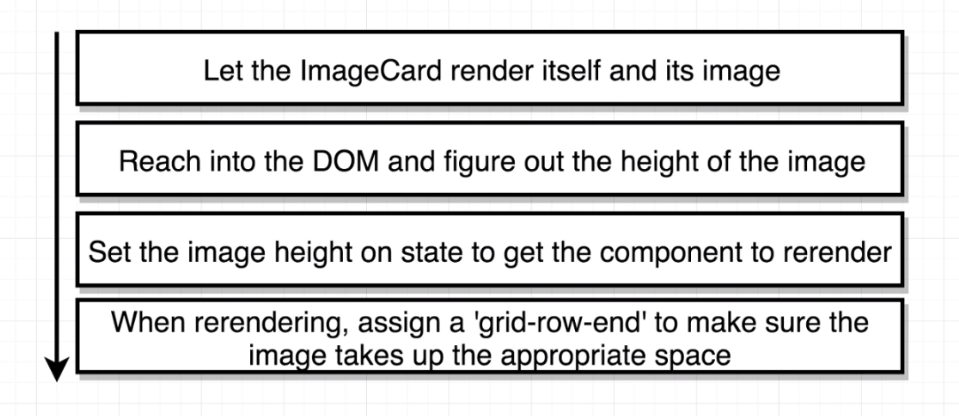 Let the ImageCard render itself and its image
Reach into the DOM and figure out the height of the image
Set the image height on state to get the component to rerender
When rerendering, assign a 'grid-row-end' to make sure the
image takes up the appropriate space